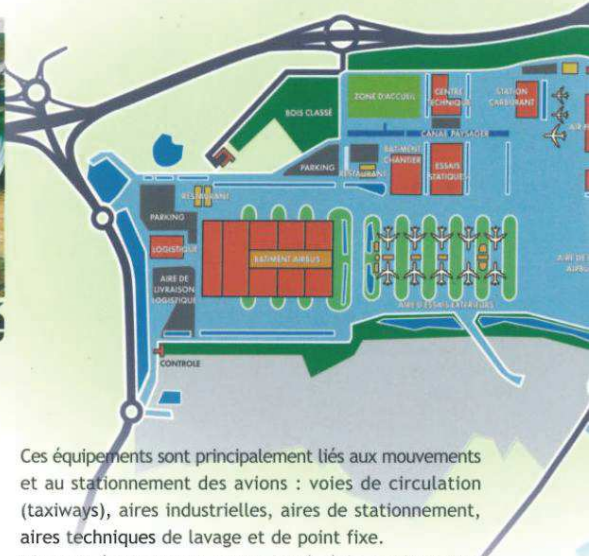 ZONE D'ACCUEIL
CENTRE
TECHNIQUE
STATION
CARBURANT
BOIS CLASSÉ
CANAL PAYSAGER
PARKING
RESTAURANT
BATIMENT
CHANTIER
ESSAIS
STATIQUES
RESTAURANT
PARKING
LOGISTIQUE
BATIMENT AIRBUS
AIRE DE
LIVRAISON
LOGISTIQUE
AIRE D'ESSAIS EXTERIEURS
CONTROLE
Ces équipements sont principalement liés aux mouvements
et au stationnement des avions : voies de circulation
(taxiways), aires industrielles, aires de stationnement,
aires techniques de lavage et de point fixe.